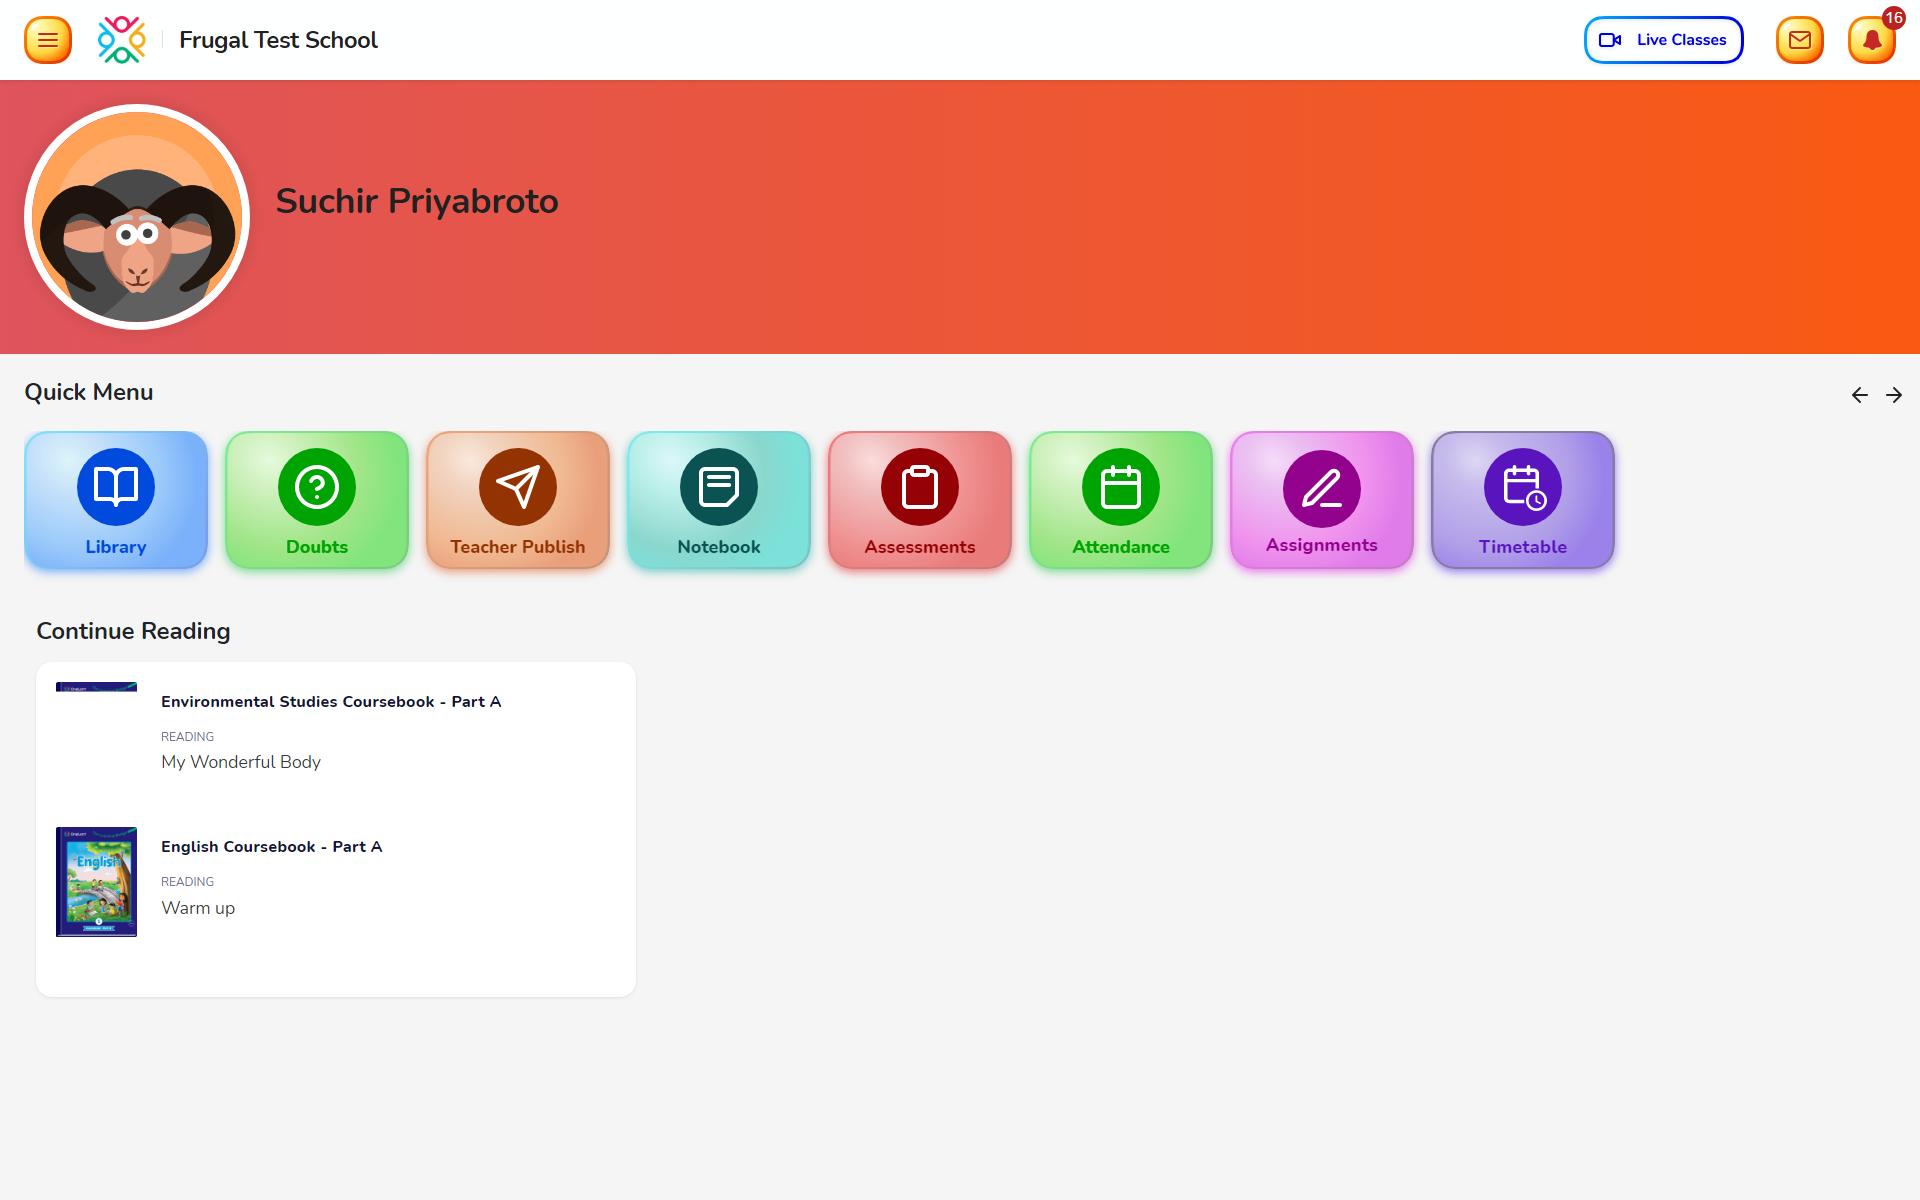 Frugal Test School
Live Classes
16
Suchir Priyabroto
Quick Menu
Library
Doubts
Teacher Publish
Notebook
Assessments
Attendance
Assignments
Timetable
Continue Reading
Environmental Studies Coursebook - Part A
READING
My Wonderful Body
English
English Coursebook - Part A
READING
Warm up